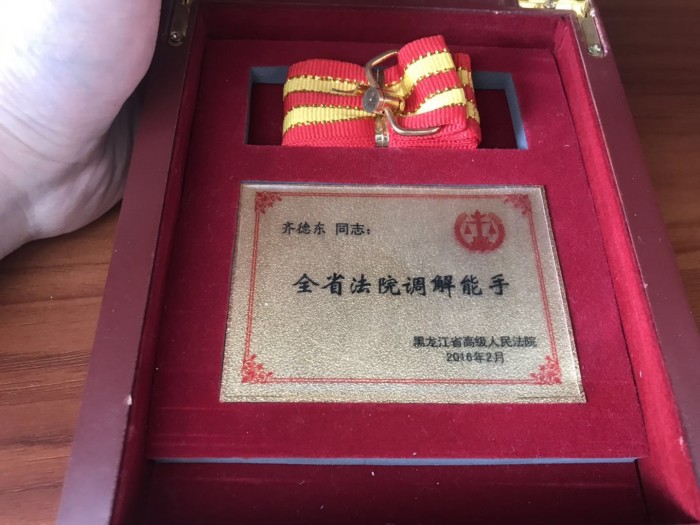 齐德东 同志：
全省法院调解能手
黑龙江省高级人民法院
2016年2月